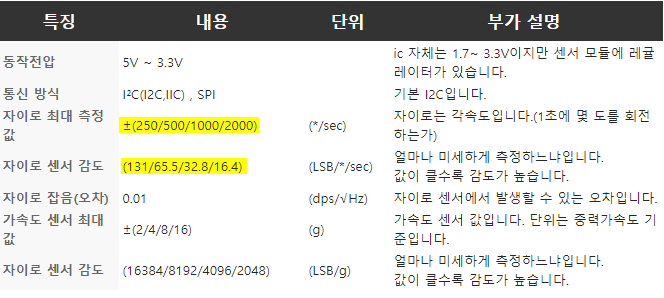 특징 내용 단위 부가 설명
동작전압 5V ~ 3.3V ic 자체는 1.7~ 3.3V이지만 센서 모듈에 레귤
레이터가 있습니다.
통신 방식 I²C(I2C,IIC) , SPI 기본 I2C입니다.
자이로 최대 측정
값 ±(250/500/1000/2000) (*/sec) 자이로는 각속도입니다.(1초에 몇 도를 회전
하는가)
자이로 센서 감도 (131/65.5/32.8/16.4) (LSB/*/sec) 얼마나 미세하게 측정하느냐입니다.
값이 클수록 감도가 높습니다.
자이로 잡음(오차) 0.01 (dps/√Hz) 자이로 센서에서 발생할 수 있는 오차입니다.
가속도 센서 최대
값 ±(2/4/8/16) (g) 가속도 센서 값입니다. 단위는 중력가속도 기
준입니다.
자이로 센서 감도 (16384/8192/4096/2048) (LSB/g) 얼마나 미세하게 측정하느냐입니다.
값이 클수록 감도가 높습니다.